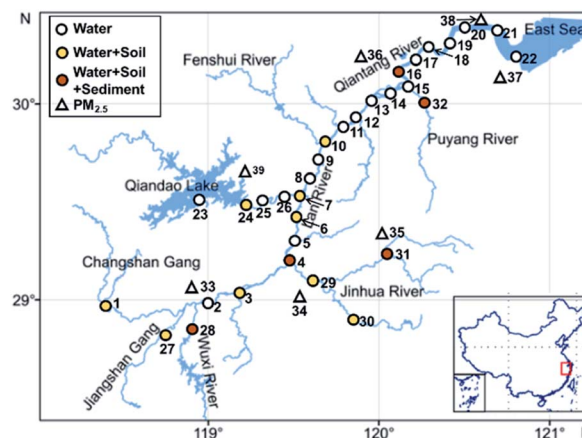 N
Water
Water+Soil
Water+Soil
+Sediment
PM2.5
38
20
21
East Sea
Fenshui River
36
Qiantang River
19
17
18
22
37
16
15
30°
14
13
32
12
11
10
Puyang River
9
39
8
Qiandao Lake
7
23
24
25
26
Lan River
6
5
35
Changshan Gang
4
31
33
29
Jinhua River
1
2
3
34
30
Jiangshan Gang
27
28
Wuxi River
29°
119°
120°
121°